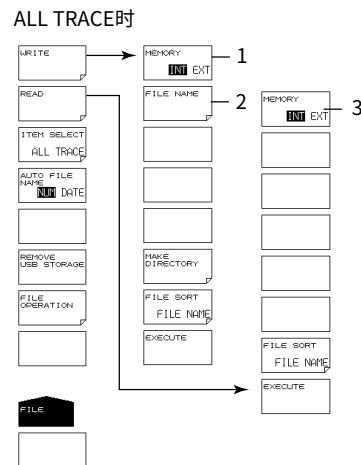 ALL TRACE时
WRITE
READ
ITEM SELECT
ALL TRACE
AUTO FILE
NAME
NUM DATE
REMOVE
USB STORAGE
FILE
OPERATION
FILE
MEMORY
INT EXT
1
FILE NAME
2
MAKE
DIRECTORY
FILE SORT
FILE NAME
EXECUTE
MEMORY
INT EXT
3
FILE SORT
FILE NAME
EXECUTE